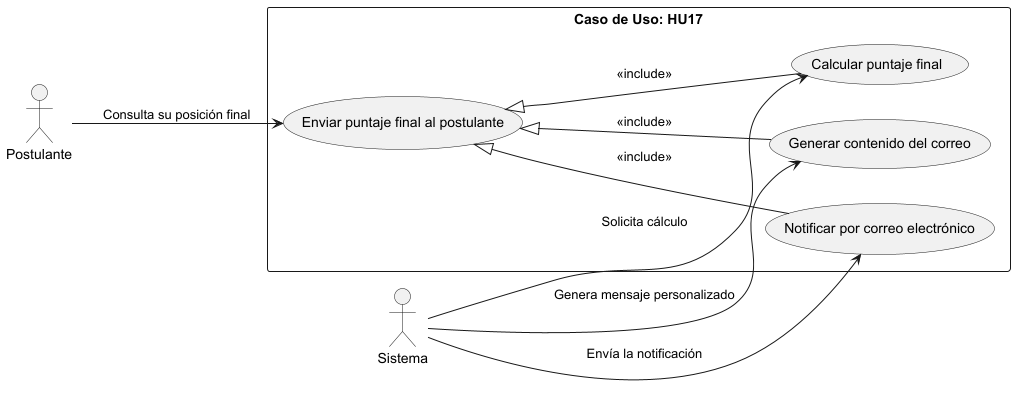 Caso de Uso: HU17
Calcular puntaje final
«include»
Consulta su posición final
Enviar puntaje final al postulante
«include»
Generar contenido del correo
Postulante
«include»
Solicita cálculo
Notificar por correo electrónico
Genera mensaje personalizado
Sistema
Envía la notificación